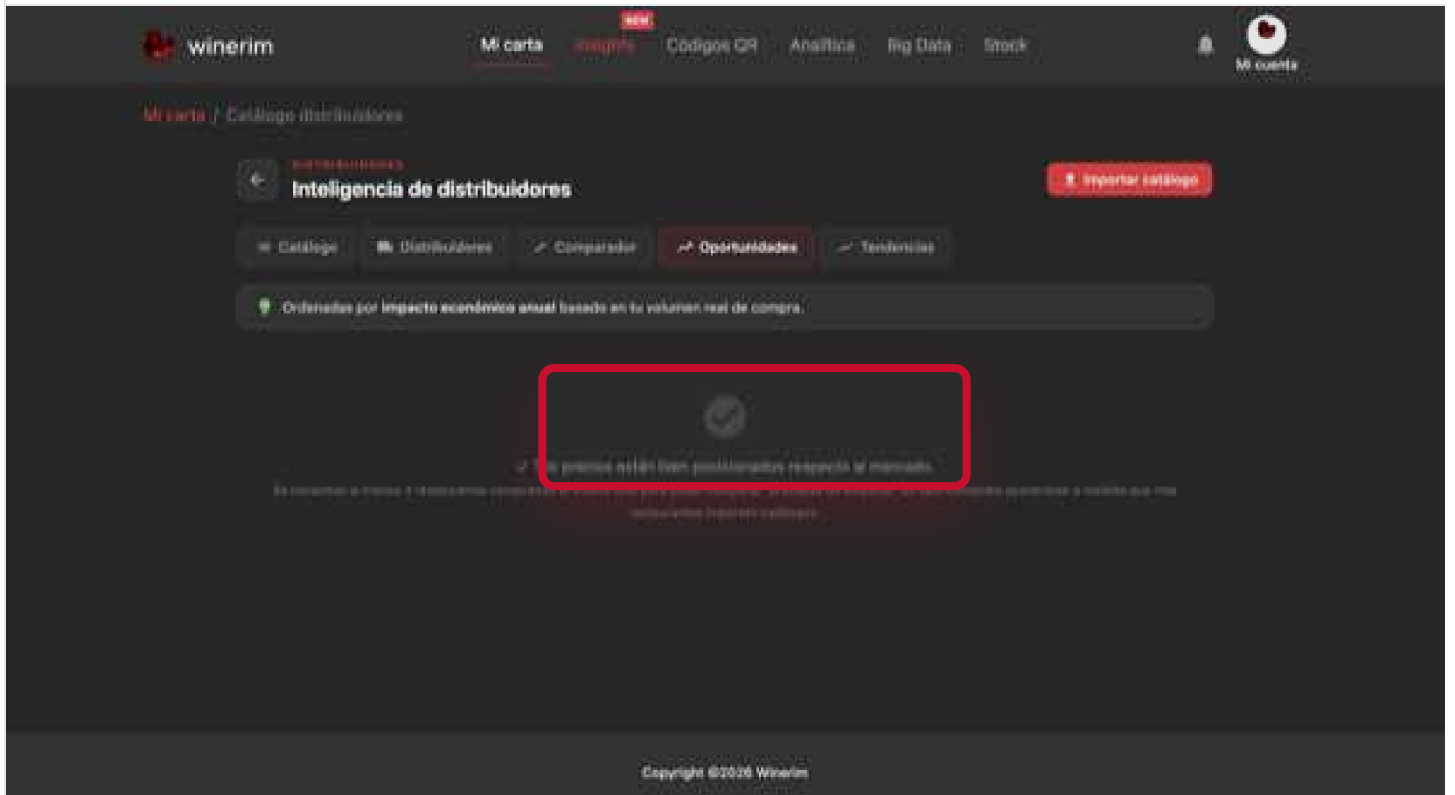 winerim
Mi carta
NEW
Insights
Códigos QR
Analítica
Big Data
Stock
Mi cuenta
Mi carta / Catálogo distribuidores
DISTRIBUIDORES
Inteligencia de distribuidores
Importar catálogo
Catálogo
Distribuidores
Comparador
Oportunidades
Tendencias
Ordenadas por impacto económico anual basado en tu volumen real de compra.
precios están bien posicionados respecto al mercado.
Copyright ©2026 Winerim